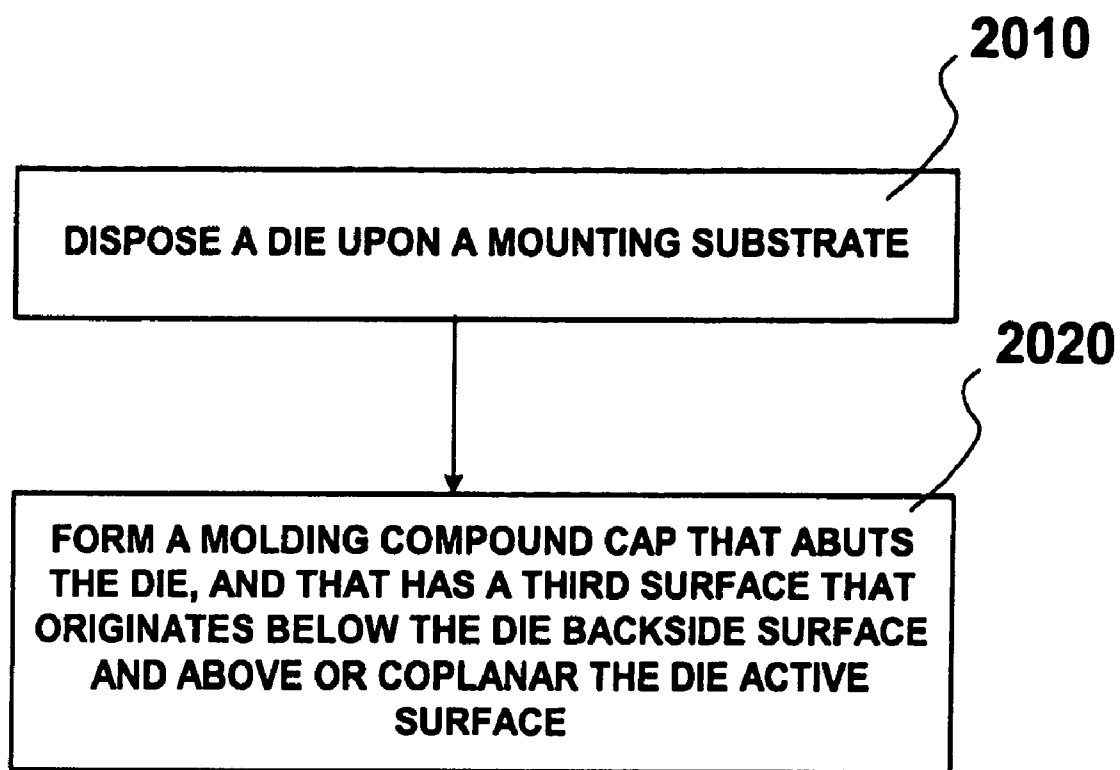 2010
DISPOSE A DIE UPON A MOUNTING SUBSTRATE
2020
FORM A MOLDING COMPOUND CAP THAT ABUTS
THE DIE, AND THAT HAS A THIRD SURFACE THAT
ORIGINATES BELOW THE DIE BACKSIDE SURFACE
AND ABOVE OR COPLANAR THE DIE ACTIVE
SURFACE